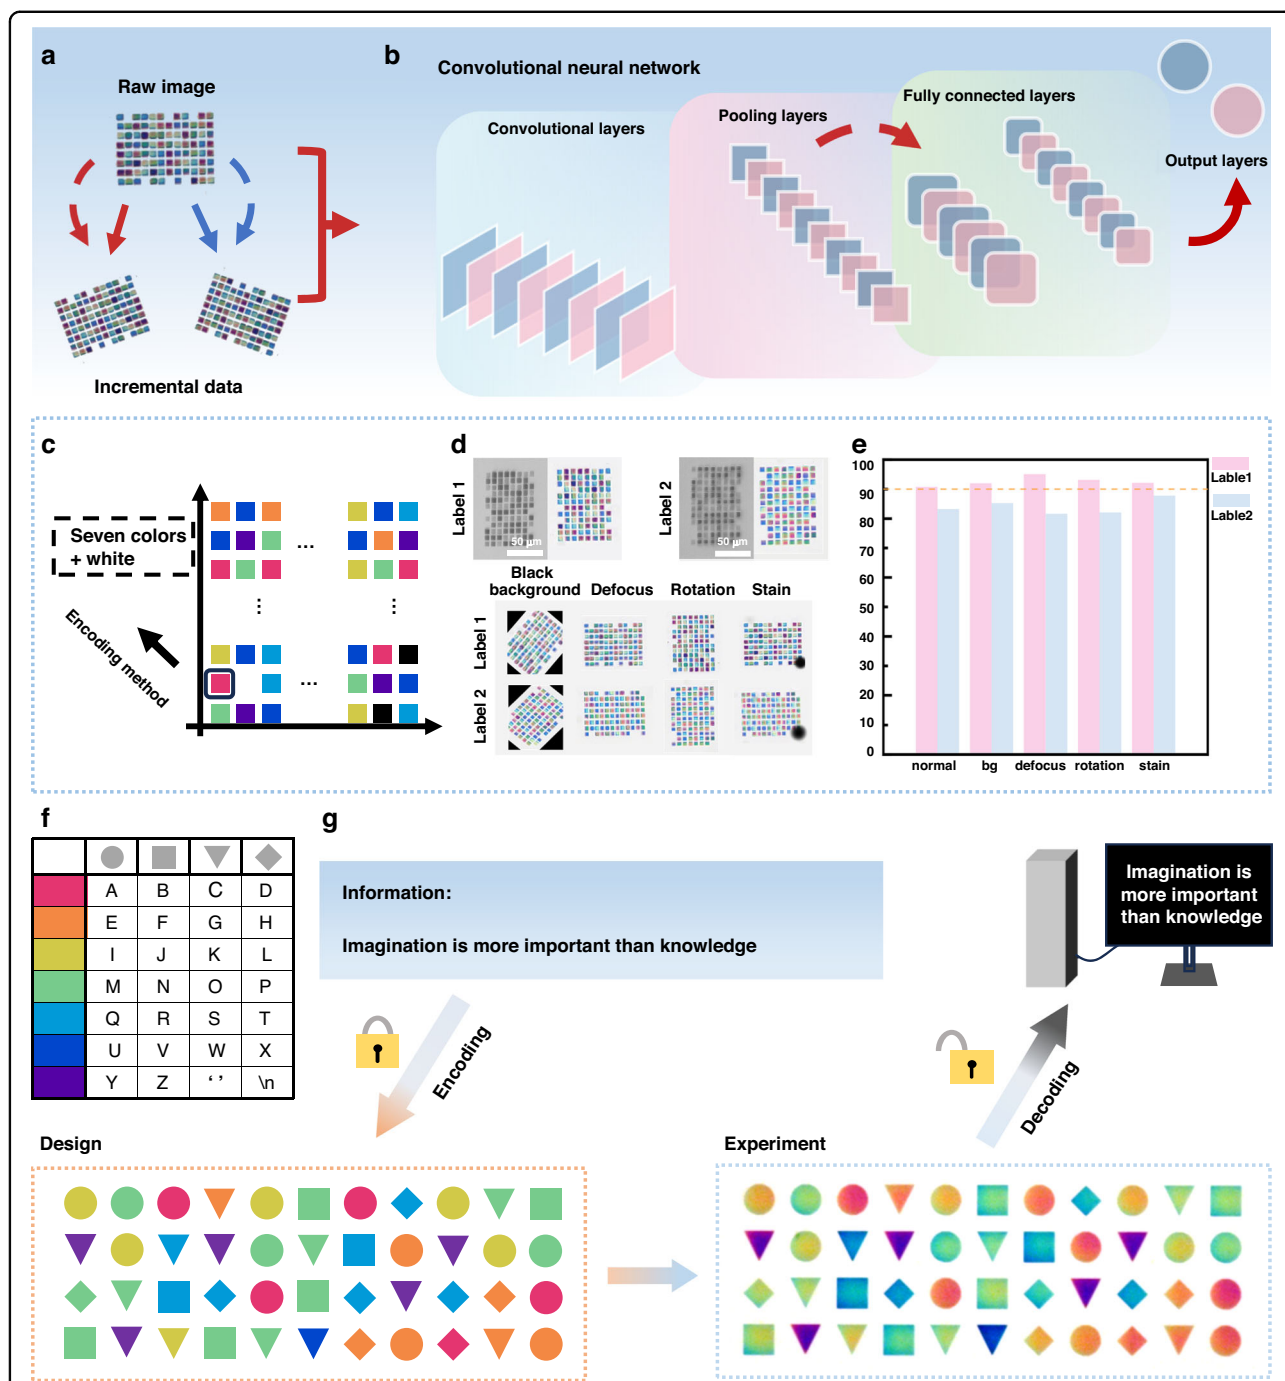 a
Raw image
Incremental data
b
Convolutional neural network
Convolutional layers
Pooling layers
Fully connected layers
Output layers
c
Seven colors
+ white
Encoding method
...
...
...
...
d
Label 1
50 μm
Label 2
50 μm
Black
background
Defocus
Rotation
Stain
Label 1
Label 2
e
100
90
80
70
60
50
40
30
20
10
0
normal
bg
defocus
rotation
stain
Lable1
Lable2
f
A B C D
E F G H
I J K L
M N O P
Q R S T
U V W X
Y Z ‘ ’ \n
g
Information:
Imagination is more important than knowledge
Encoding
Design
Experiment
Decoding
Imagination is
more important
than knowledge